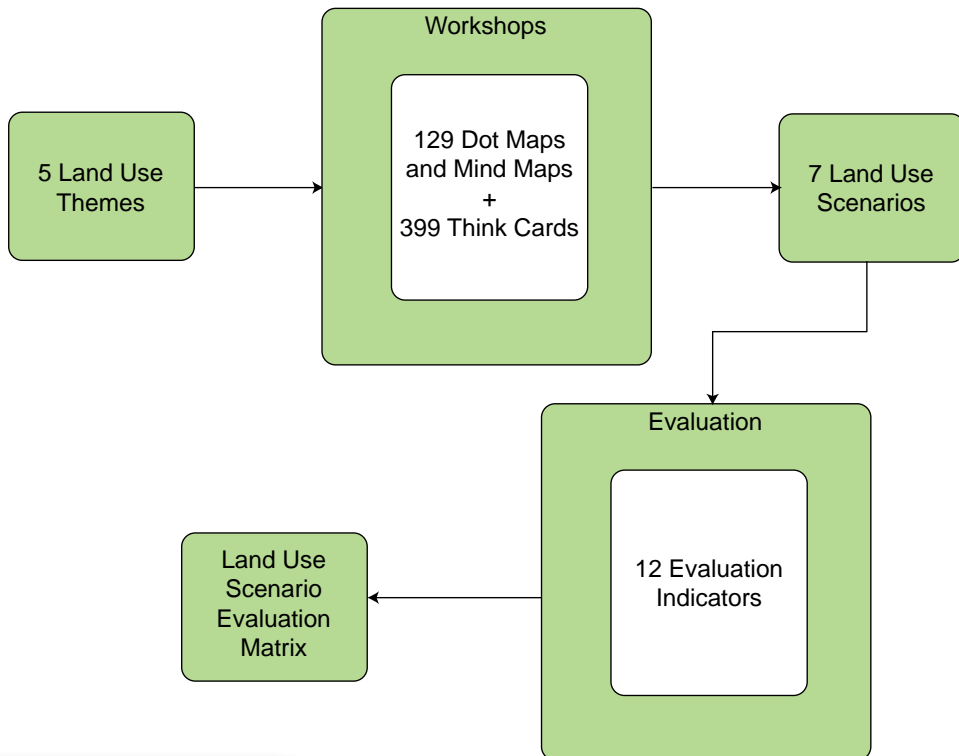 Workshops
5 Land Use
Themes
129 Dot Maps
and Mind Maps
+
399 Think Cards
7 Land Use
Scenarios
Evaluation
12 Evaluation
Indicators
Land Use
Scenario
Evaluation
Matrix